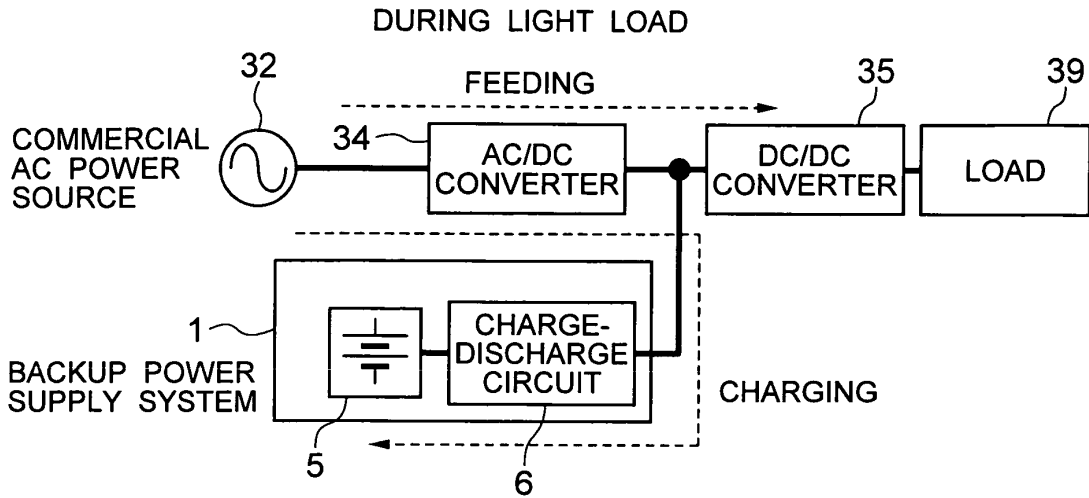 DURING LIGHT LOAD
32
FEEDING
35
39
COMMERCIAL
AC POWER
SOURCE
34
AC/DC
CONVERTER
DC/DC
CONVERTER
LOAD
1
BACKUP POWER
SUPPLY SYSTEM
CHARGE-
DISCHARGE
CIRCUIT
CHARGING
5
6